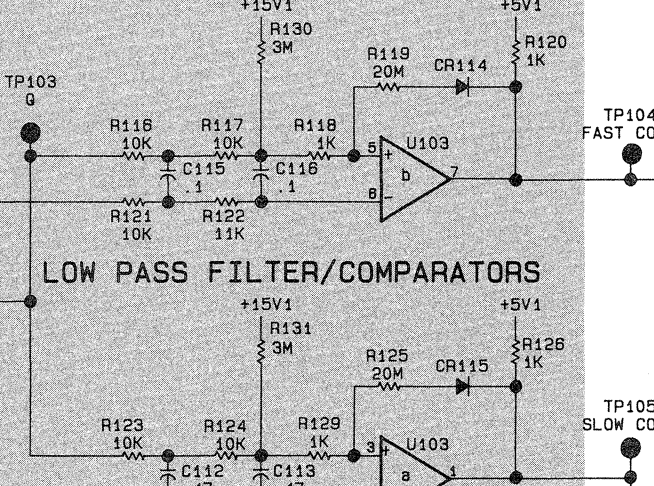 +15V1
+5V1
R130
3M
R119
20M
CR114
R120
1K
TP103
Q
TP104
FAST CO
R116
10K
R117
10K
R118
1K
5
+
U103
7
b
C115
.1
C116
.1
6
-
R121
10K
R122
11K
LOW PASS FILTER/COMPARATORS
+15V1
+5V1
R131
3M
R125
20M
CR115
R126
1K
TP105
SLOW CO
R123
10K
R124
10K
R129
1K
3
+
U103
1
a
C112
C113